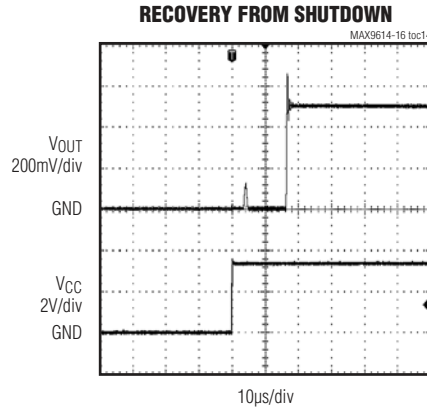 RECOVERY FROM SHUTDOWN
MAX9614-16 toc1
T
VOUT
200mV/div
GND
VCC
2V/div
GND
10µs/div